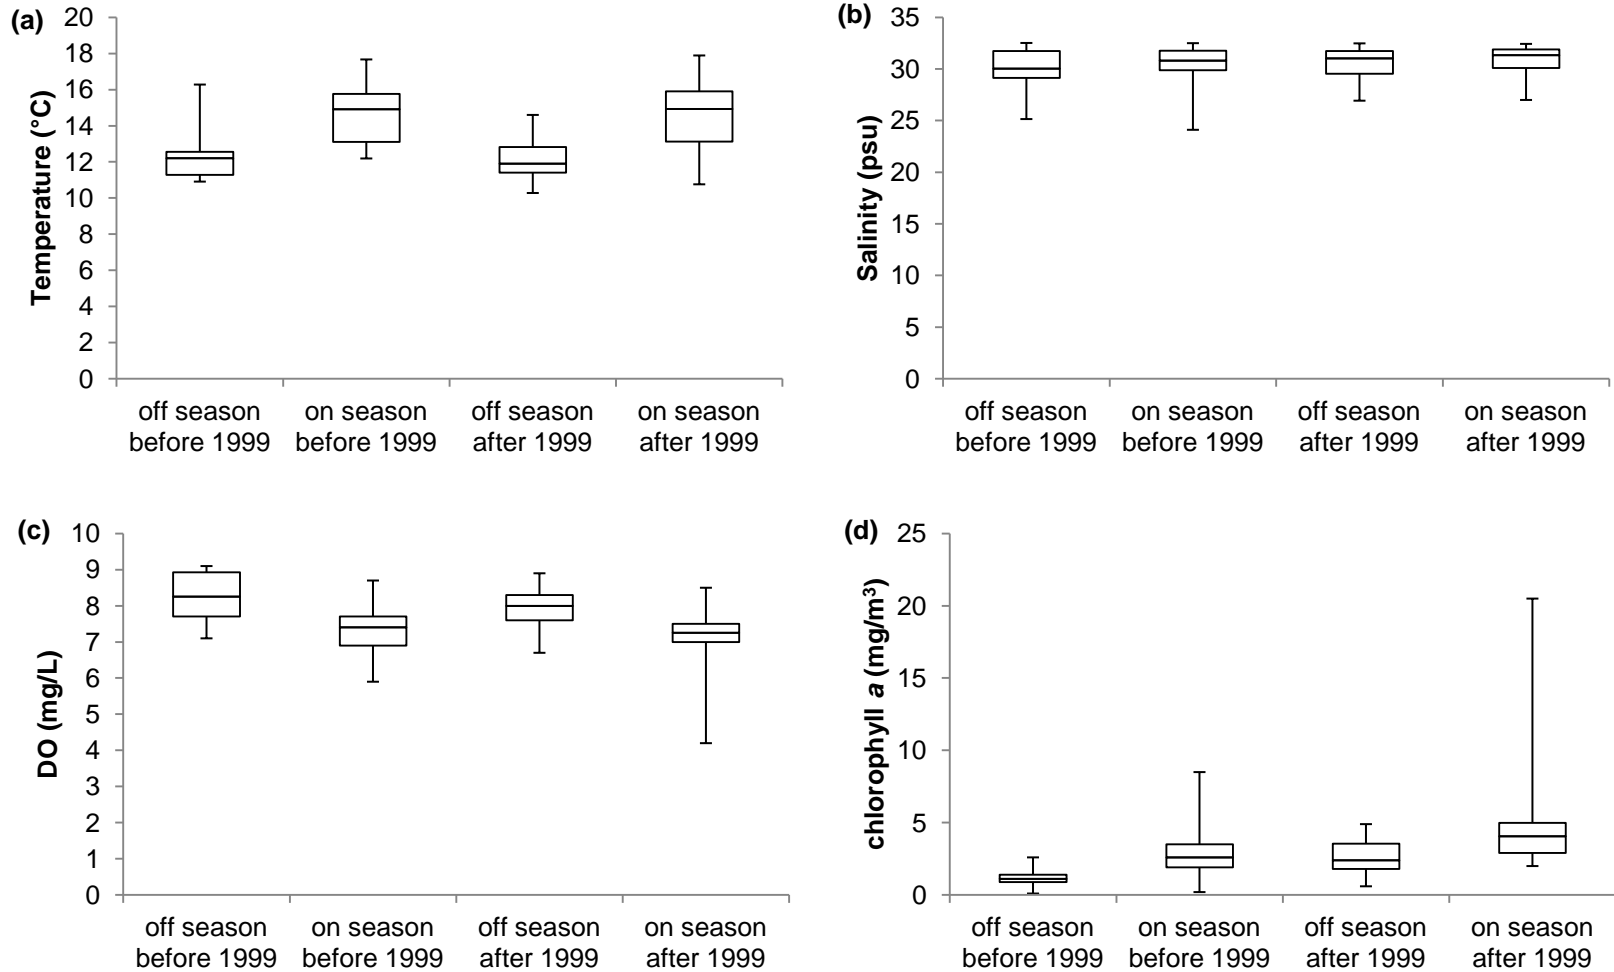 (a)
Temperature (°C)
20
18
16
14
12
10
8
6
4
2
0
off season
before 1999
on season
before 1999
off season
after 1999
on season
after 1999
(b)
Salinity (psu)
35
30
25
20
15
10
5
0
off season
before 1999
on season
before 1999
off season
after 1999
on season
after 1999
(c)
DO (mg/L)
10
9
8
7
6
5
4
3
2
1
0
off season
before 1999
on season
before 1999
off season
after 1999
on season
after 1999
(d)
chlorophyll a (mg/m³)
25
20
15
10
5
0
off season
before 1999
on season
before 1999
off season
after 1999
on season
after 1999